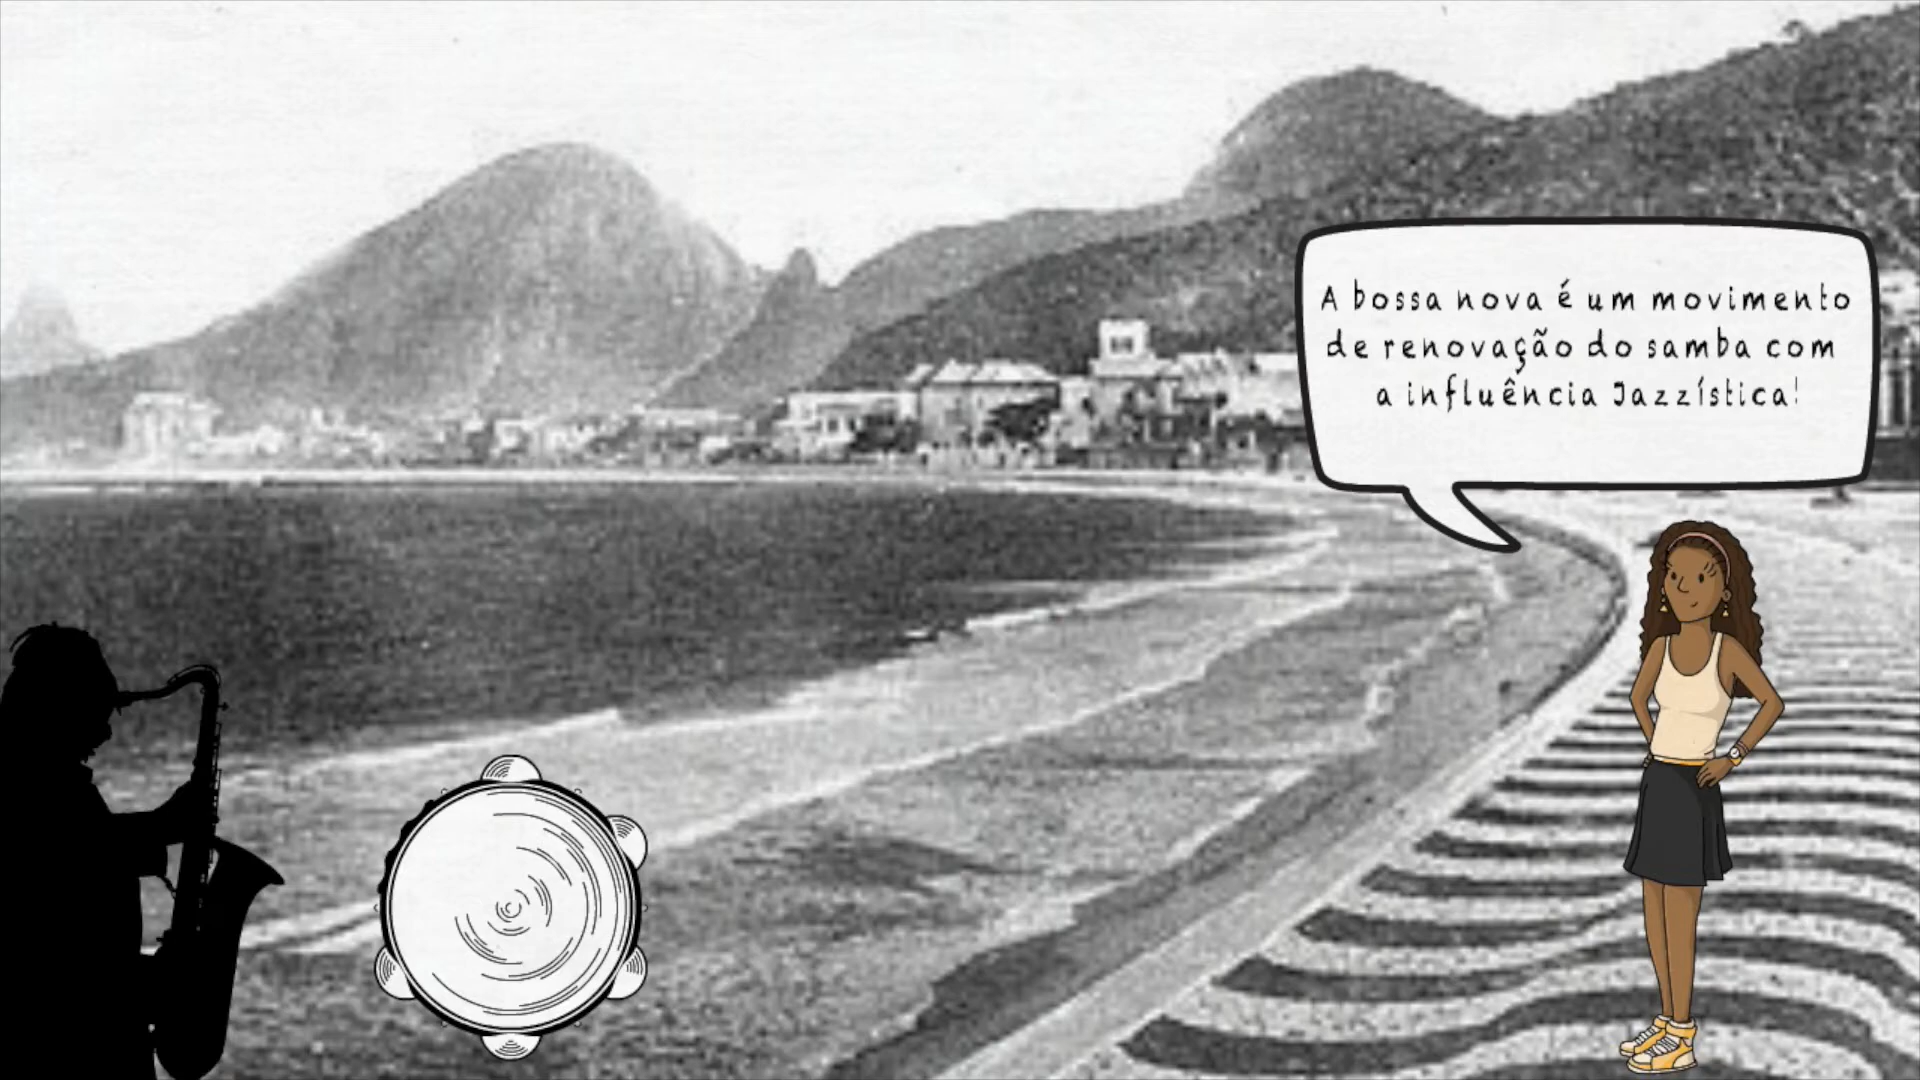 A bossa nova é um movimento
de renovação do samba com
a influência Jazzística!